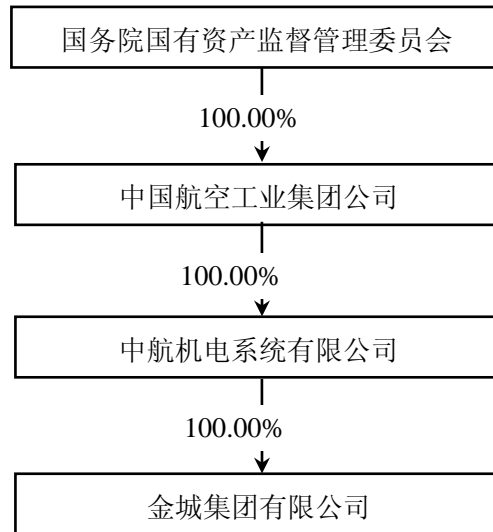 国务院国有资产监督管理委员会
100.00%
中国航空工业集团公司
100.00%
中航机电系统有限公司
100.00%
金城集团有限公司